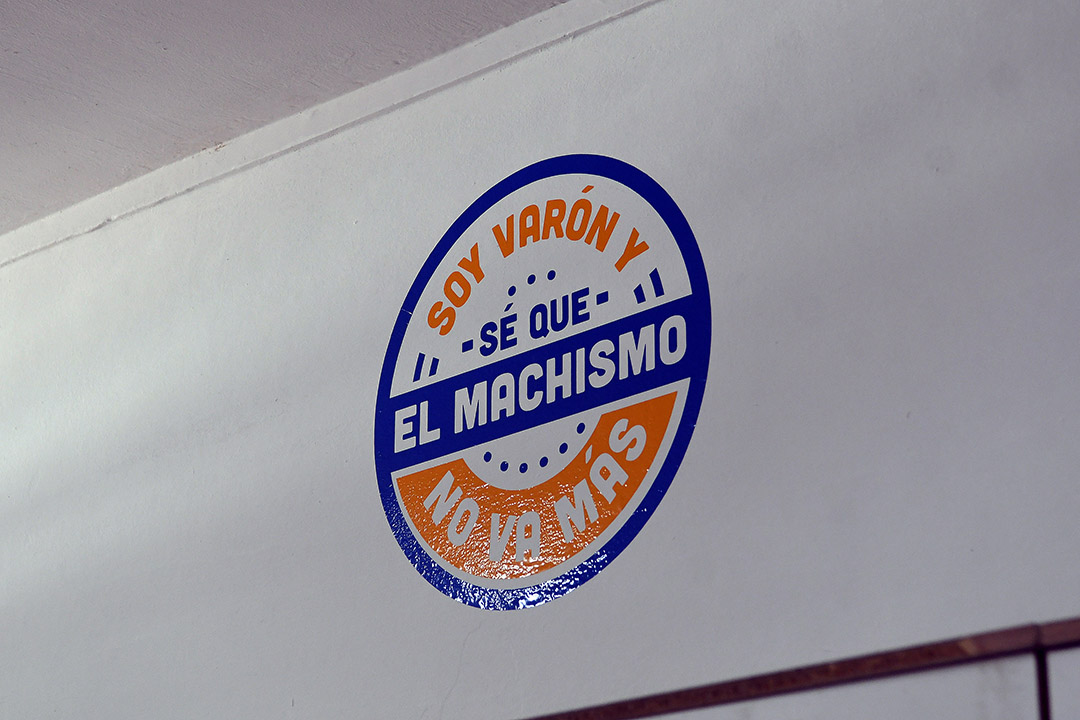 SOY VARÓN Y
-SÉ QUE-
EL MACHISMO
NO VA MÁS